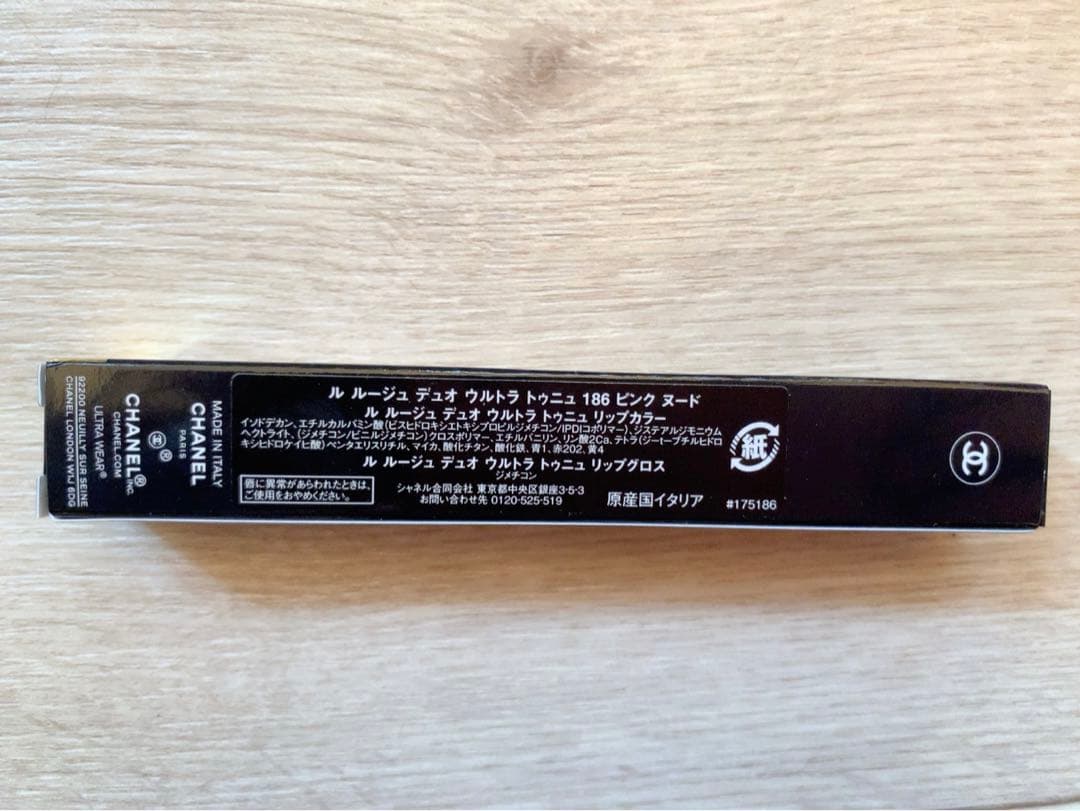 ル ルージュ デュオ ウルトラ トゥニュ 186 ピンク ヌード
ル ルージュ デュオ ウルトラ トゥニュ リップカラー
イソドデカン、エチルカルバミン酸(ビスヒドロキシエトキシプロピルジメチコン/IPDIコポリマー)、ジステアルジモニウム
ヘクトライト、(ジメチコン/ビニルジメチコン)クロスポリマー、エチルバニリン、リン酸2Ca、テトラ(ジ-t-ブチルヒドロ
キシヒドロケイヒ酸)ペンタエリスリチル、マイカ、酸化チタン、酸化鉄、青1、赤202、黄4
ル ルージュ デュオ ウルトラ トゥニュ リップグロス
ジメチコン
唇に異常があらわれたときは、
ご使用をおやめください。
シャネル合同会社 東京都中央区銀座3-5-3
お問い合わせ先 0120-525-519
原産国イタリア
#175186
紙
MADE IN ITALY
CHANEL
PARIS
®
CHANEL® INC.
CHANEL.COM
ULTRA WEAR®
CHANEL LONDON W1J 6DG
92200 NEUILLY SUR SEINE